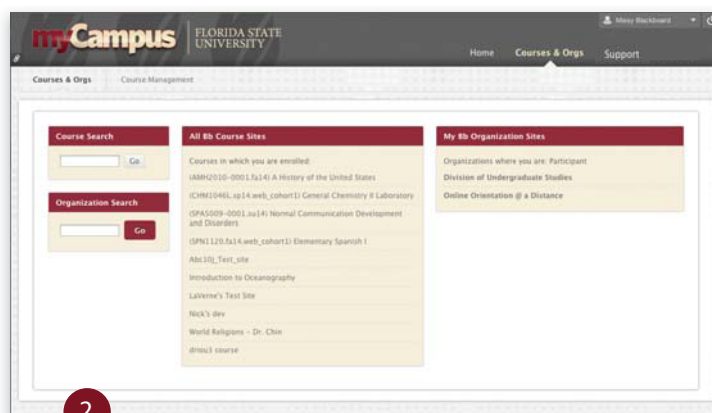 myCampus FLORIDA STATE
UNIVERSITY
Missy Blackboard
Home Courses & Orgs Support
Courses & Orgs Course Management
Course Search
Go
Organization Search
Go
All Bb Course Sites
Courses in which you are enrolled:
(AMH2010-0001.fa14) A History of the United States
(CHM1046L.sp14.web_cohort1) General Chemistry II Laboratory
(SPA5009-0001.su14) Normal Communication Development
and Disorders
(SPN1120.fa14.web_cohort1) Elementary Spanish I
Abc10j_Test_site
Introduction to Oceanography
LaVerne's Test Site
Nick's dev
World Religions - Dr. Chin
driou3 course
My Bb Organization Sites
Organizations where you are: Participant
Division of Undergraduate Studies
Online Orientation @ a Distance
2